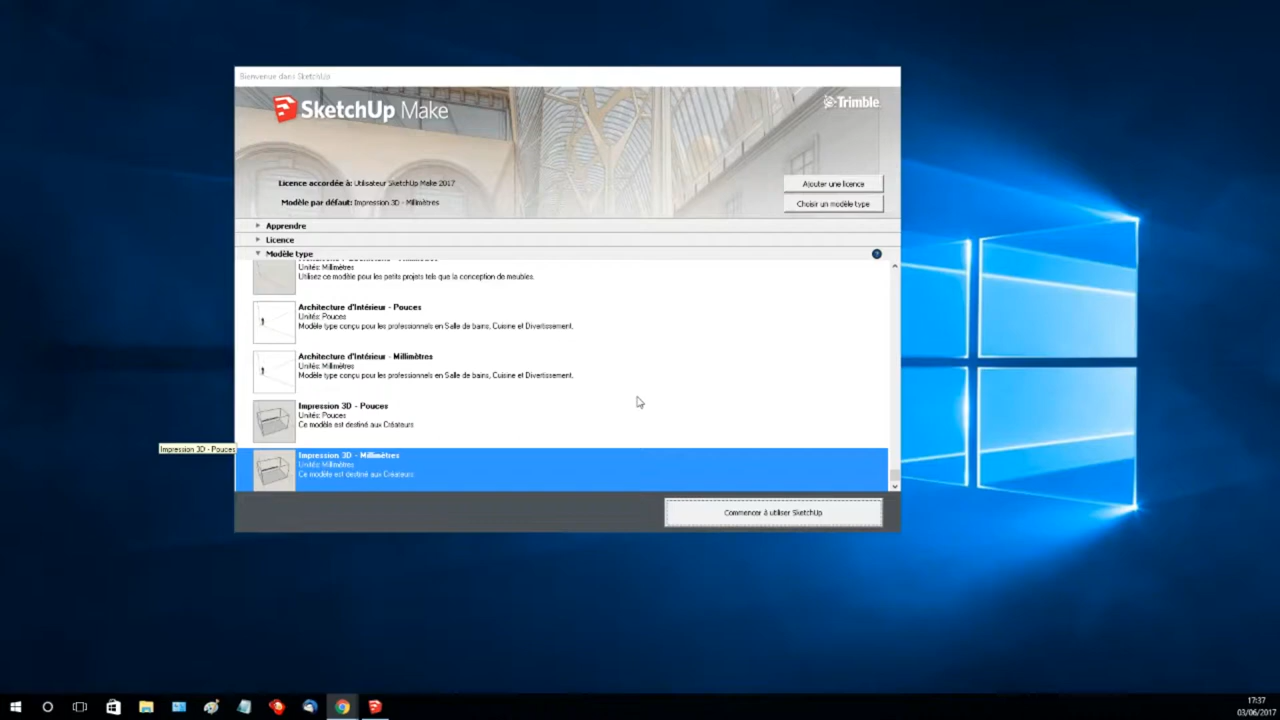 Bienvenue dans SketchUp
SketchUp Make
Trimble
Licence accordée à: Utilisateur SketchUp Make 2017
Ajouter une licence
Modèle par défaut: Impression 3D - Millimètres
Choisir un modèle type
Apprendre
Licence
Modèle type
?
Unités: Millimètres
Utilisez ce modèle pour les petits projets tels que la conception de meubles.
Architecture d'Intérieur - Pouces
Unités: Pouces
Modèle type conçu pour les professionnels en Salle de bains, Cuisine et Divertissement.
Architecture d'Intérieur - Millimètres
Unités: Millimètres
Modèle type conçu pour les professionnels en Salle de bains, Cuisine et Divertissement.
Impression 3D - Pouces
Unités: Pouces
Ce modèle est destiné aux Créateurs
Impression 3D - Pouces
Impression 3D - Millimètres
Unités: Millimètres
Ce modèle est destiné aux Créateurs
Commencer à utiliser SketchUp
17:37
03/06/2017